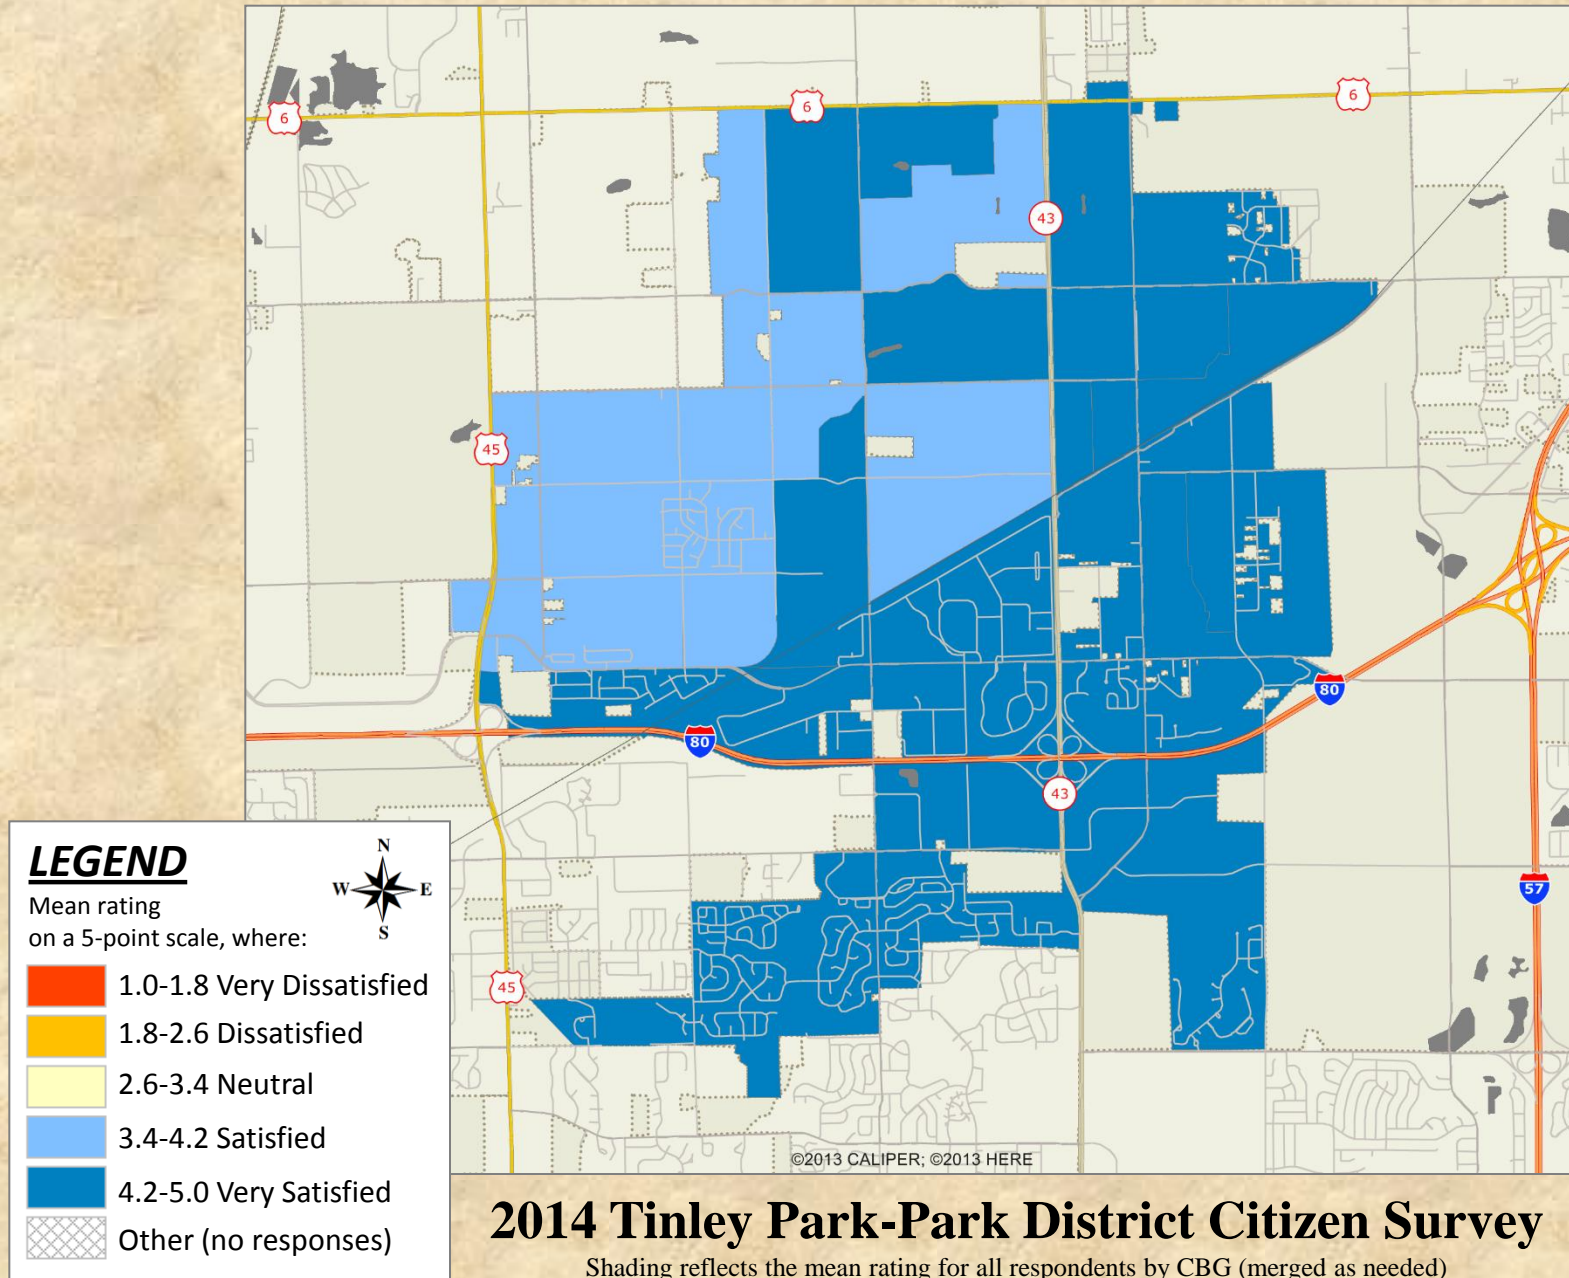 6
6
6
43
45
80
80
43
57
45
©2013 CALIPER; ©2013 HERE
LEGEND
N
W
E
S
Mean rating
on a 5-point scale, where:
1.0-1.8 Very Dissatisfied
1.8-2.6 Dissatisfied
2.6-3.4 Neutral
3.4-4.2 Satisfied
4.2-5.0 Very Satisfied
Other (no responses)
2014 Tinley Park-Park District Citizen Survey
Shading reflects the mean rating for all respondents by CBG (merged as needed)